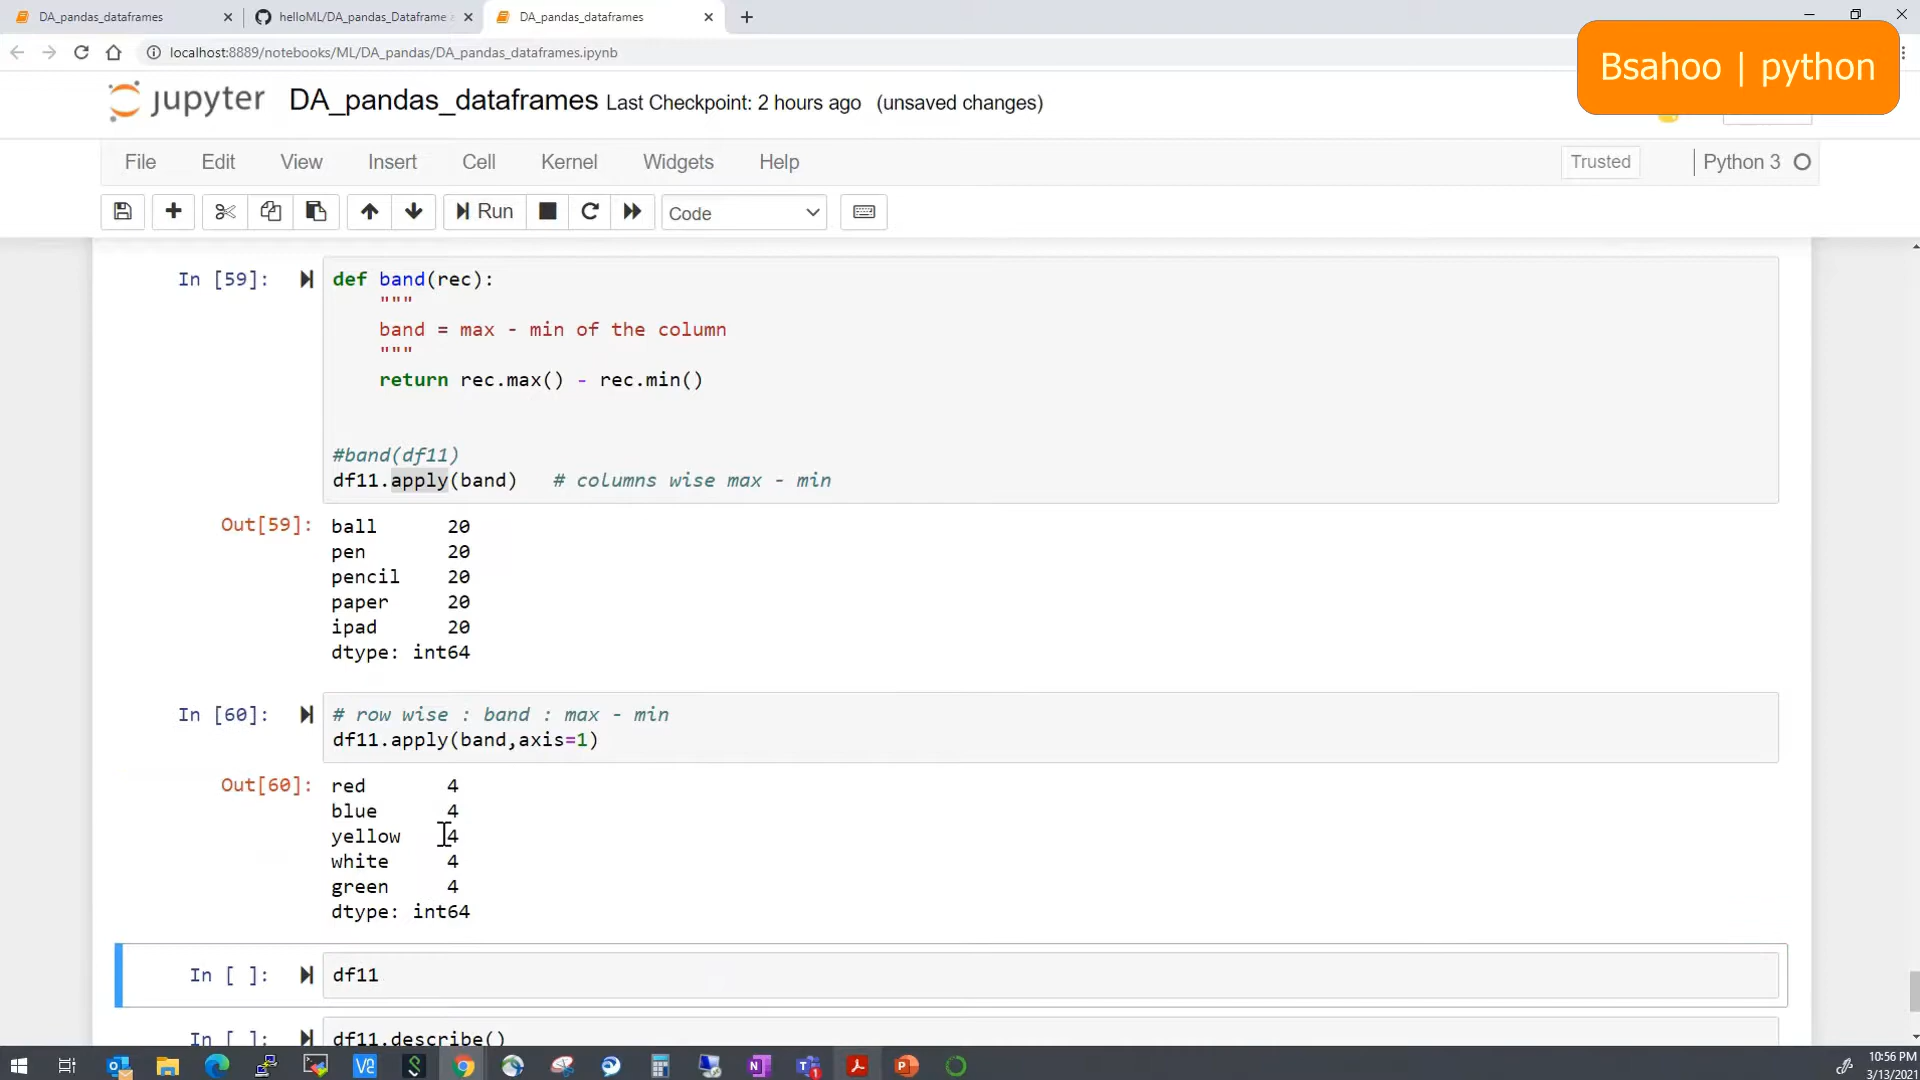 DA_pandas_dataframes
helloML/DA_pandas_Dataframe a
DA_pandas_dataframes
localhost:8889/notebooks/ML/DA_pandas/DA_pandas_dataframes.ipynb
Bsahoo | python
jupyter DA_pandas_dataframes Last Checkpoint: 2 hours ago (unsaved changes)
File Edit View Insert Cell Kernel Widgets Help Trusted Python 3
Run Code
In [59]: def band(rec):
"""
band = max - min of the column
"""
return rec.max() - rec.min()
#band(df11)
df11.apply(band) # columns wise max - min
Out[59]: ball 20
pen 20
pencil 20
paper 20
ipad 20
dtype: int64
In [60]: # row wise : band : max - min
df11.apply(band,axis=1)
Out[60]: red 4
blue 4
yellow 4
white 4
green 4
dtype: int64
In [ ]: df11
In [ ]: df11.describe()
10:56 PM
3/13/2021